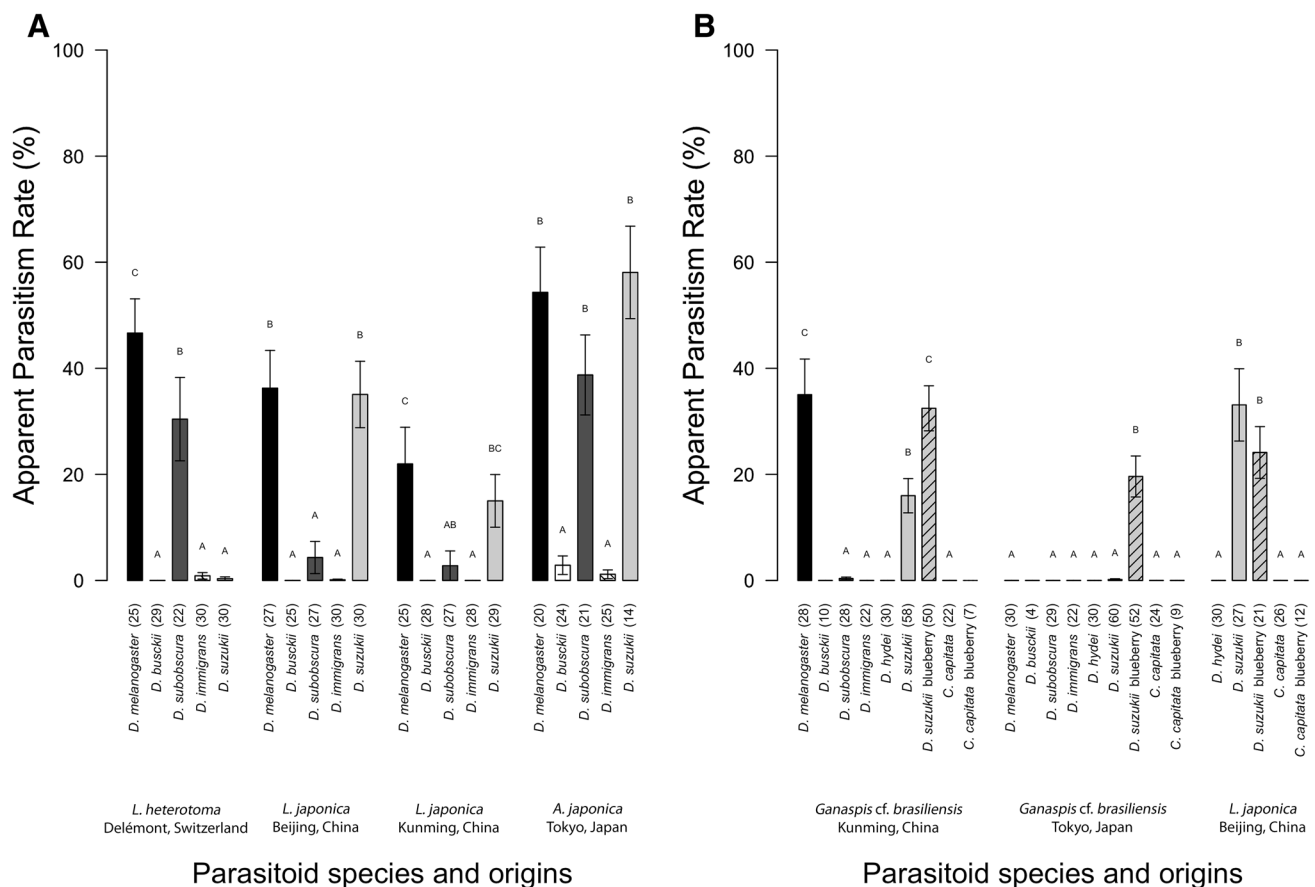 A
Apparent Parasitism Rate (%)
100
80
60
40
20
0
C
A
B
A
A
B
A
A
A
B
C
A
AB
A
BC
B
A
B
A
B
D. melanogaster (25)
D. busckii (29)
D. subobscura (22)
D. immigrans (30)
D. suzukii (30)
D. melanogaster (27)
D. busckii (25)
D. subobscura (27)
D. immigrans (30)
D. suzukii (30)
D. melanogaster (25)
D. busckii (28)
D. subobscura (27)
D. immigrans (28)
D. suzukii (29)
D. melanogaster (20)
D. busckii (24)
D. subobscura (21)
D. immigrans (25)
D. suzukii (14)
L. heterotoma
Delémont, Switzerland
L. japonica
Beijing, China
L. japonica
Kunming, China
A. japonica
Tokyo, Japan
Parasitoid species and origins
B
Apparent Parasitism Rate (%)
100
80
60
40
20
0
C
A
A
A
B
C
A
A
A
A
A
A
B
A
A
A
B
B
A
A
D. melanogaster (28)
D. busckii (10)
D. subobscura (28)
D. immigrans (22)
D. hydei (30)
D. suzukii (58)
D. suzukii blueberry (50)
C. capitata (22)
C. capitata blueberry (7)
D. melanogaster (30)
D. busckii (4)
D. subobscura (29)
D. immigrans (22)
D. hydei (30)
D. suzukii (60)
D. suzukii blueberry (52)
C. capitata (24)
C. capitata blueberry (9)
D. hydei (30)
D. suzukii (27)
D. suzukii blueberry (21)
C. capitata (26)
C. capitata blueberry (12)
Ganaspis cf. brasiliensis
Kunming, China
Ganaspis cf. brasiliensis
Tokyo, Japan
L. japonica
Beijing, China
Parasitoid species and origins